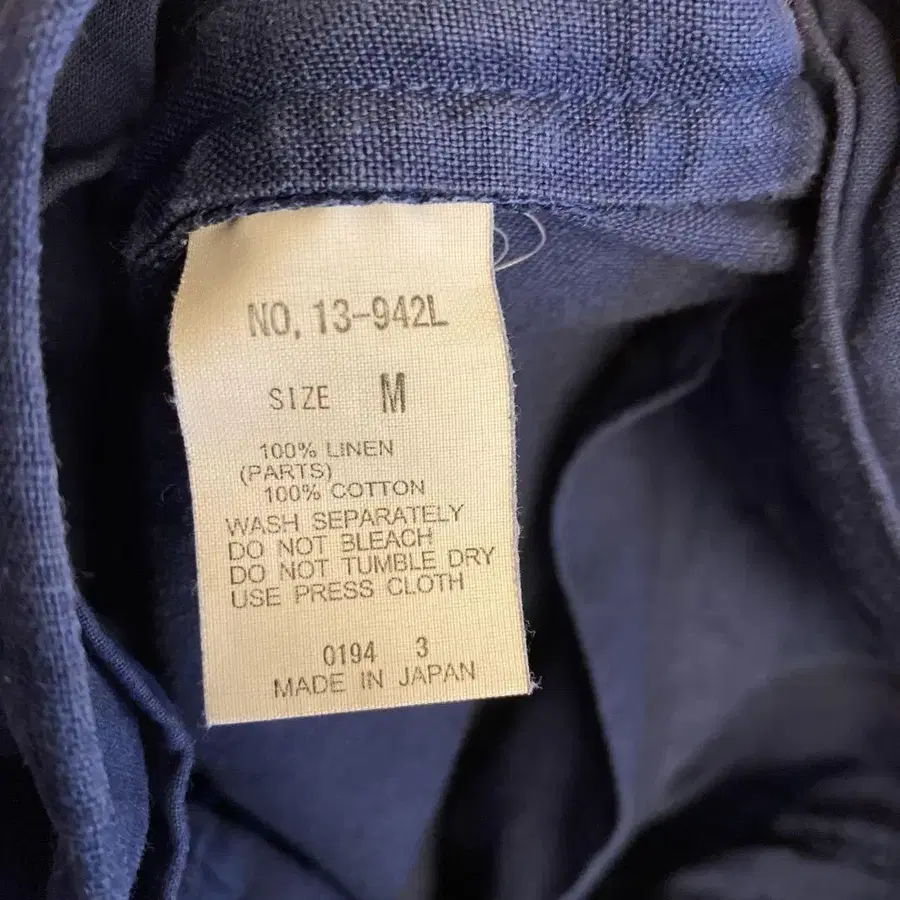 NO, 13-942L
SIZE M
100% LINEN
(PARTS)
100% COTTON
WASH SEPARATELY
DO NOT BLEACH
DO NOT TUMBLE DRY
USE PRESS CLOTH
0194 3
MADE IN JAPAN